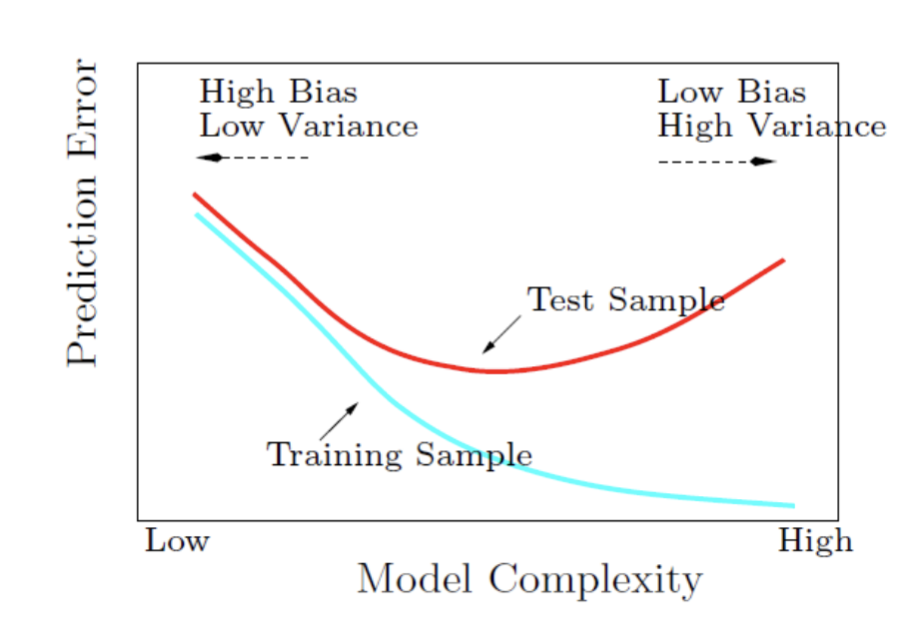 Prediction Error
High Bias
Low Variance
Low Bias
High Variance
Test Sample
Training Sample
Low
High
Model Complexity